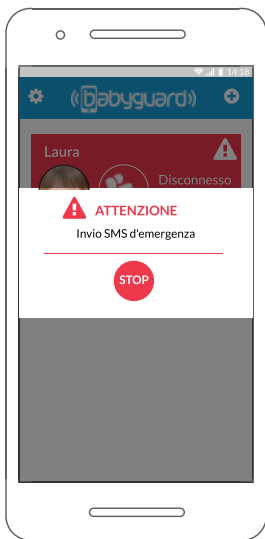 14:18
babyguard
Laura
Disconnesso
ATTENZIONE
Invio SMS d'emergenza
STOP